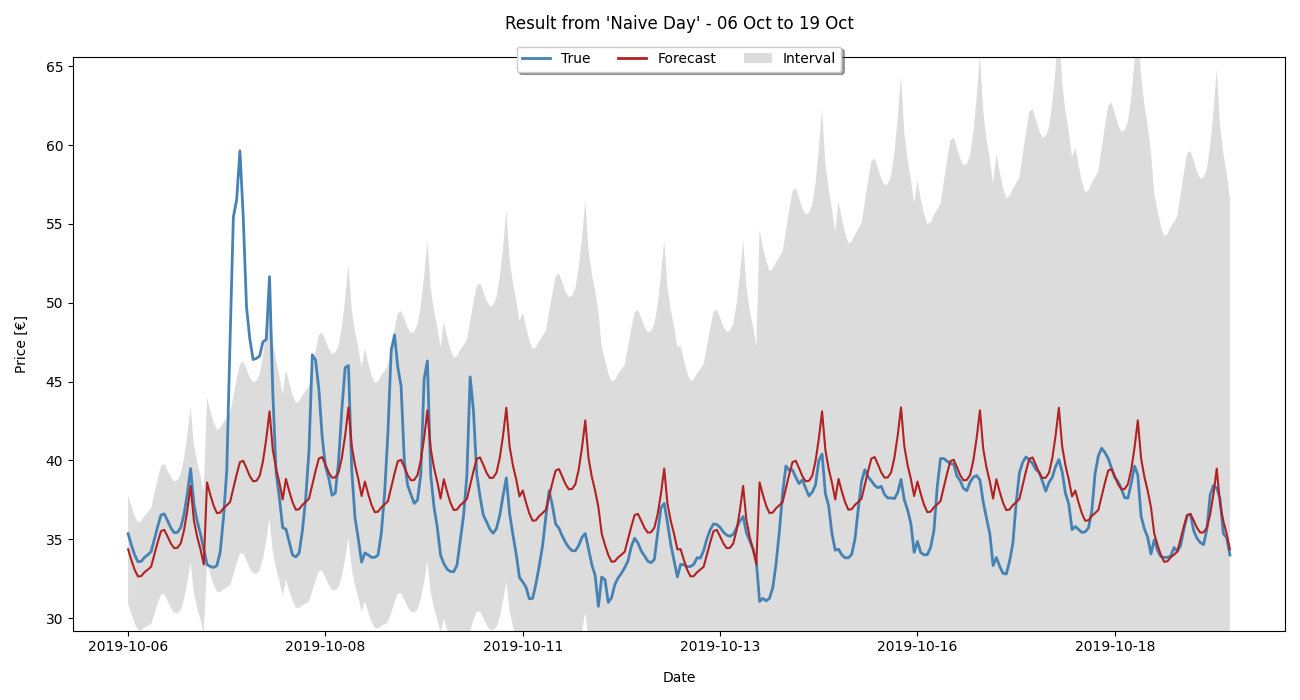 Result from 'Naive Day' - 06 Oct to 19 Oct
True Forecast Interval
65
60
55
50
45
40
35
30
Price [€]
2019-10-06 2019-10-08 2019-10-11 2019-10-13 2019-10-16 2019-10-18
Date